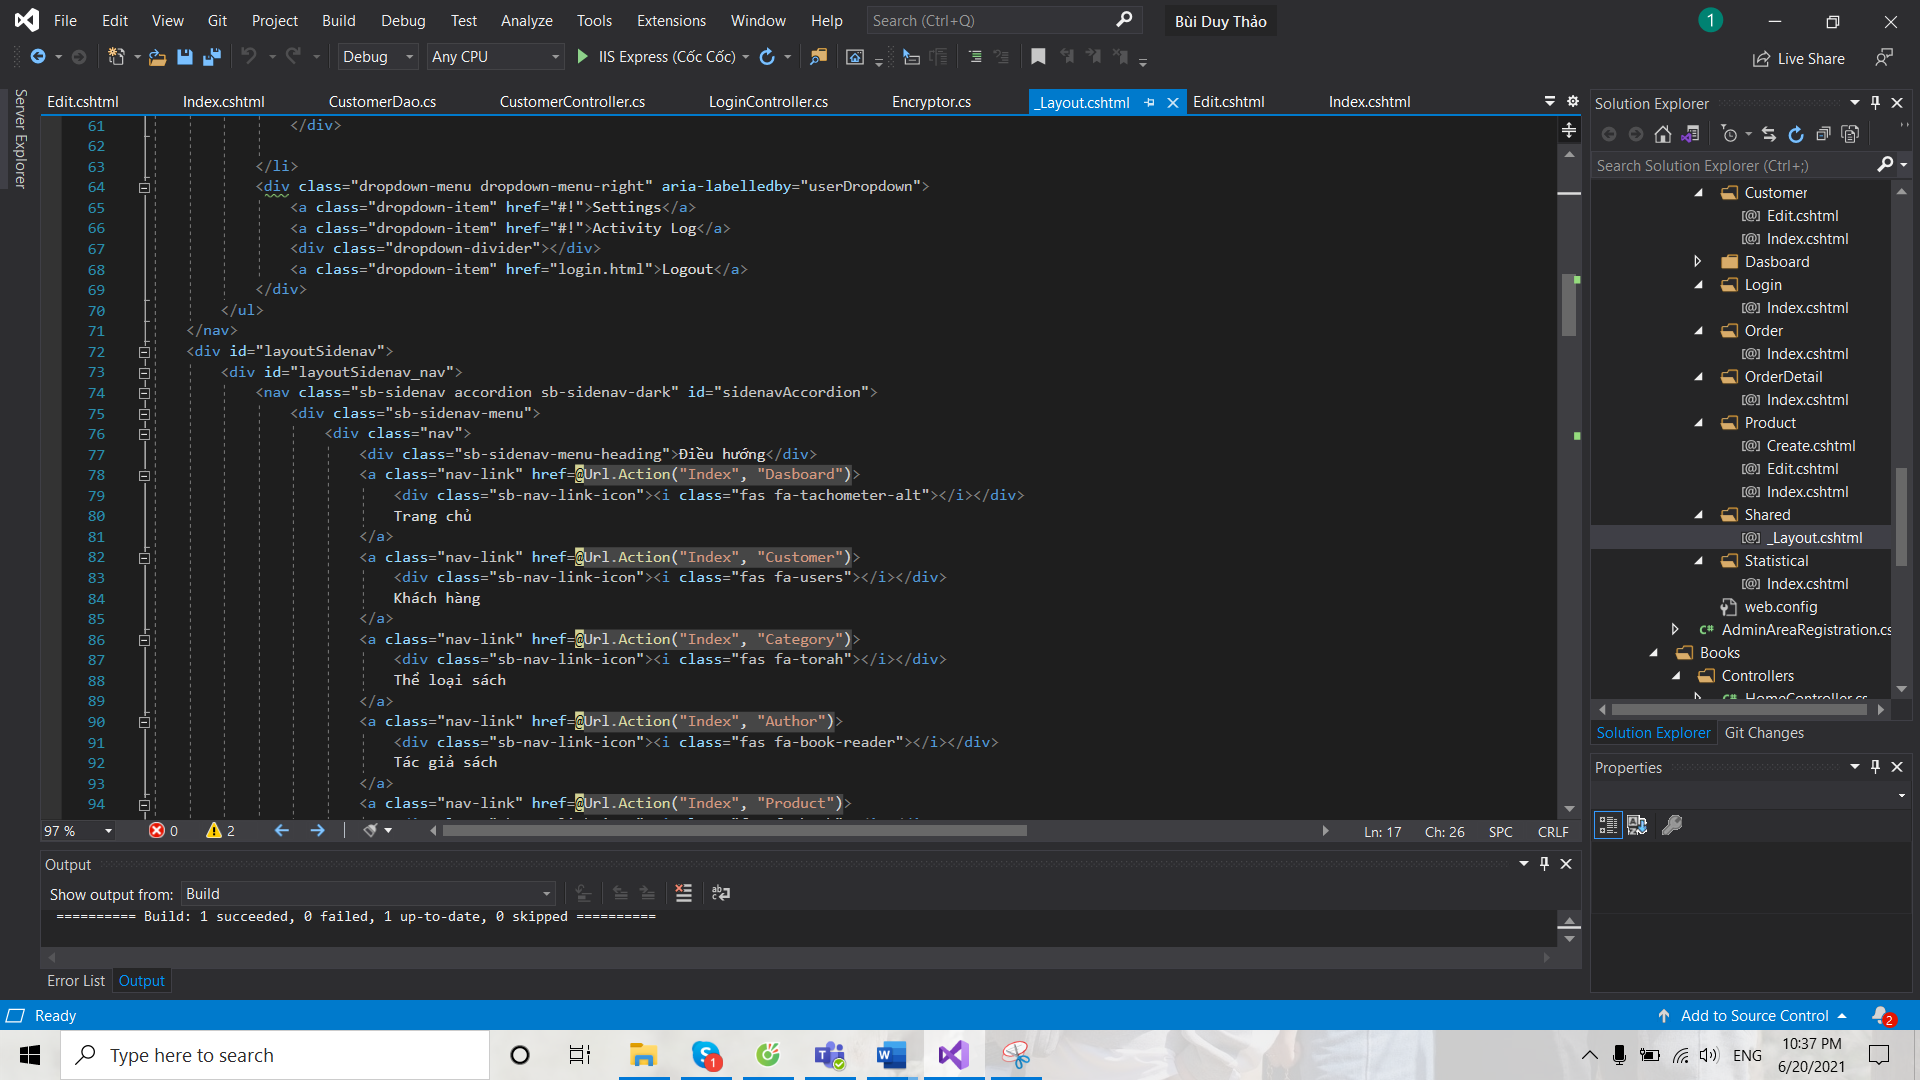 File Edit View Git Project Build Debug Test Analyze Tools Extensions Window Help Search (Ctrl+Q) Bùi Duy Thảo 1
Debug Any CPU IIS Express (Cốc Cốc) Live Share
Server Explorer
Edit.cshtml Index.cshtml CustomerDao.cs CustomerController.cs LoginController.cs Encryptor.cs _Layout.cshtml Edit.cshtml Index.cshtml
61 </div>
62
63 </li>
64 <div class="dropdown-menu dropdown-menu-right" aria-labelledby="userDropdown">
65 <a class="dropdown-item" href="#!">Settings</a>
66 <a class="dropdown-item" href="#!">Activity Log</a>
67 <div class="dropdown-divider"></div>
68 <a class="dropdown-item" href="login.html">Logout</a>
69 </div>
70 </ul>
71 </nav>
72 <div id="layoutSidenav">
73 <div id="layoutSidenav_nav">
74 <nav class="sb-sidenav accordion sb-sidenav-dark" id="sidenavAccordion">
75 <div class="sb-sidenav-menu">
76 <div class="nav">
77 <div class="sb-sidenav-menu-heading">Điều hướng</div>
78 <a class="nav-link" href=@Url.Action("Index", "Dasboard")>
79 <div class="sb-nav-link-icon"><i class="fas fa-tachometer-alt"></i></div>
80 Trang chủ
81 </a>
82 <a class="nav-link" href=@Url.Action("Index", "Customer")>
83 <div class="sb-nav-link-icon"><i class="fas fa-users"></i></div>
84 Khách hàng
85 </a>
86 <a class="nav-link" href=@Url.Action("Index", "Category")>
87 <div class="sb-nav-link-icon"><i class="fas fa-torah"></i></div>
88 Thể loại sách
89 </a>
90 <a class="nav-link" href=@Url.Action("Index", "Author")>
91 <div class="sb-nav-link-icon"><i class="fas fa-book-reader"></i></div>
92 Tác giả sách
93 </a>
94 <a class="nav-link" href=@Url.Action("Index", "Product")>
97 % 0 2 Ln: 17 Ch: 26 SPC CRLF
Output
Show output from: Build
========== Build: 1 succeeded, 0 failed, 1 up-to-date, 0 skipped ==========
Error List Output
Solution Explorer
Search Solution Explorer (Ctrl+;)
Customer
Edit.cshtml
Index.cshtml
Dasboard
Login
Index.cshtml
Order
Index.cshtml
OrderDetail
Index.cshtml
Product
Create.cshtml
Edit.cshtml
Index.cshtml
Shared
_Layout.cshtml
Statistical
Index.cshtml
web.config
C# AdminAreaRegistration.cs
Books
Controllers
C# HomeController.cs
Solution Explorer Git Changes
Properties
Ready Add to Source Control 2
Type here to search 1 ENG 10:37 PM
6/20/2021